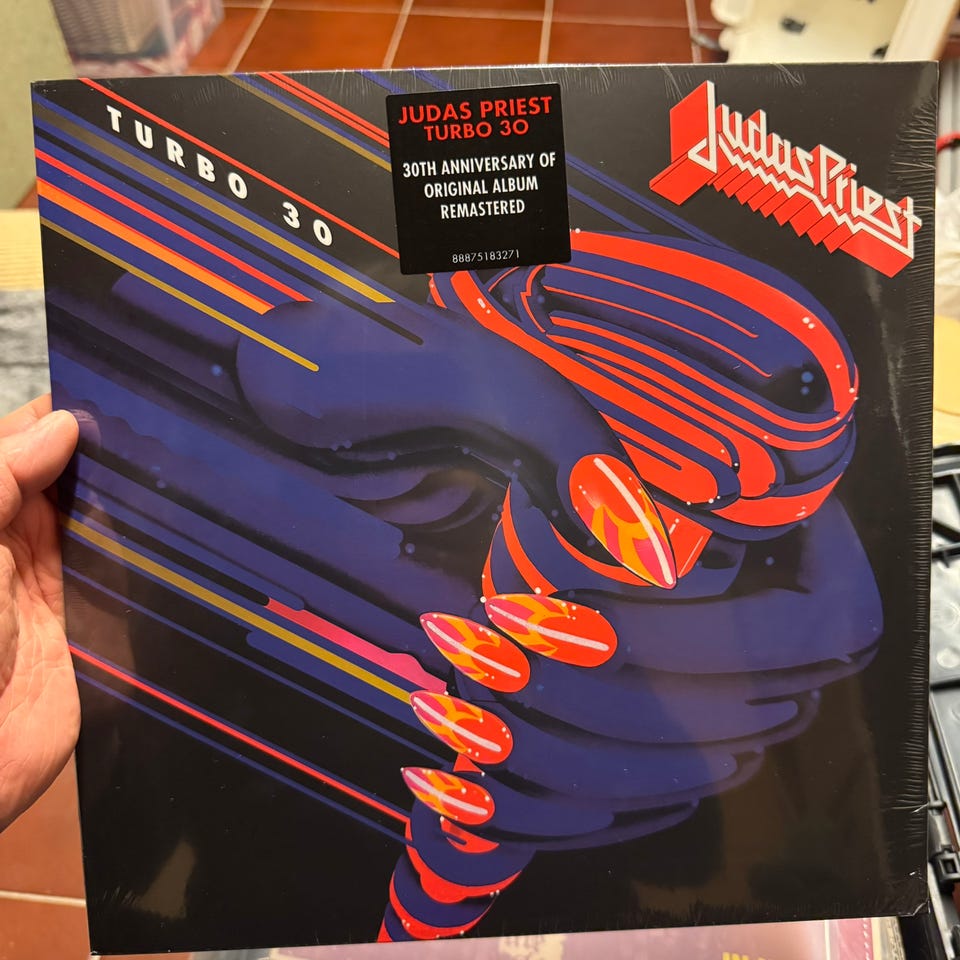 TURBO 30
JUDAS PRIEST
TURBO 30
30TH ANNIVERSARY OF
ORIGINAL ALBUM
REMASTERED
88875183271
Judas Priest